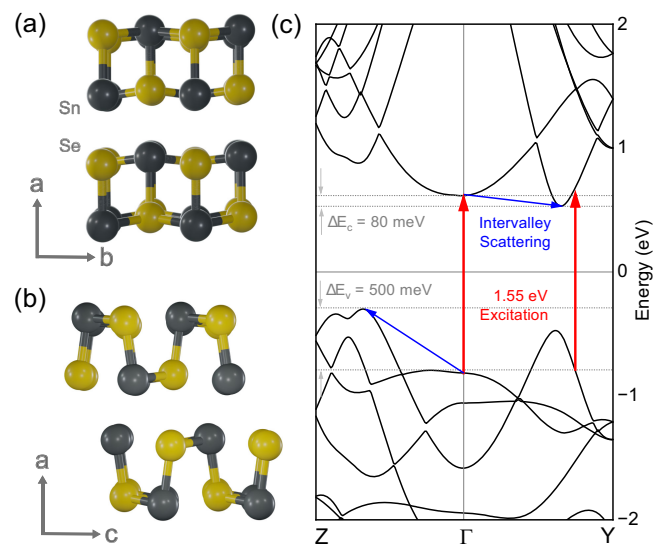 (a)
Sn
Se
a
b
(b)
a
c
(c)
2
1
0
−1
−2
Energy (eV)
ΔE_c = 80 meV
Intervalley
Scattering
ΔE_v = 500 meV
1.55 eV
Excitation
Z
Γ
Y